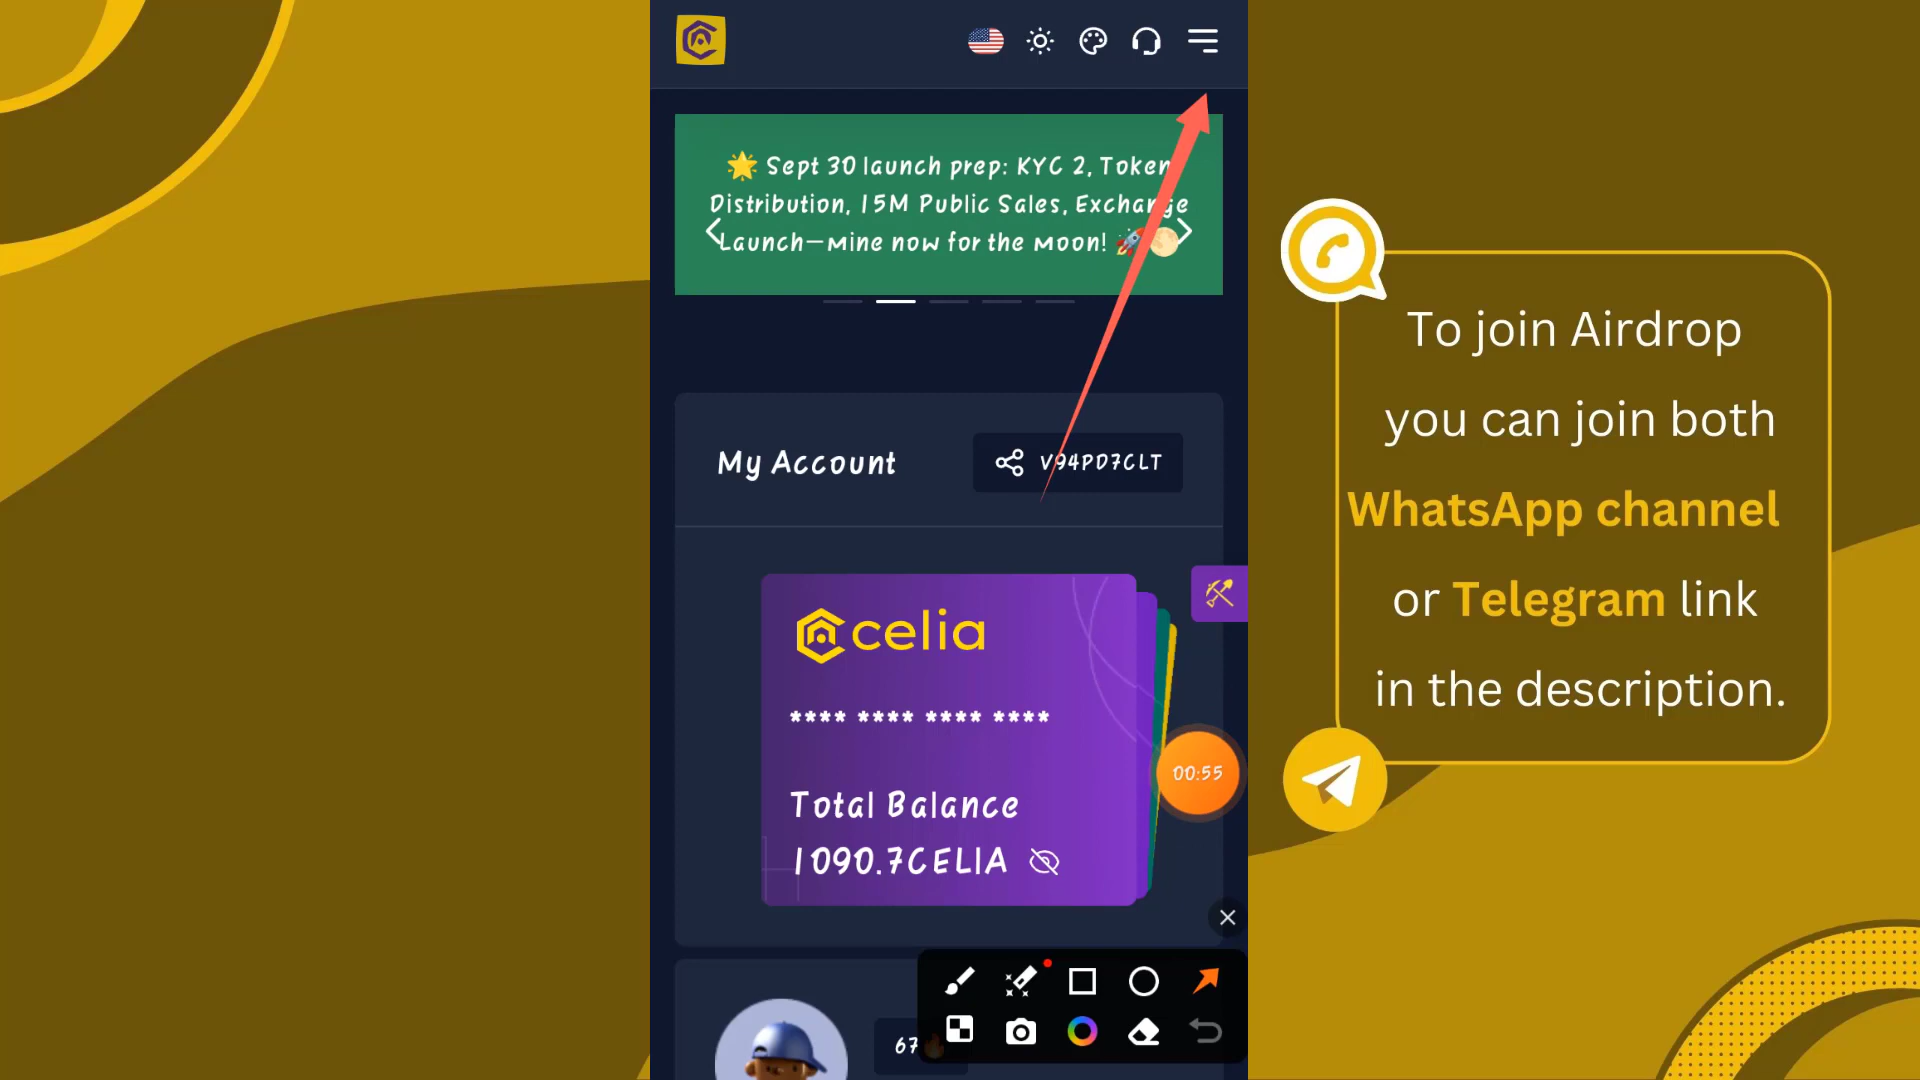 🌟 Sept 30 launch prep: KYC 2, Token
Distribution, 15M Public Sales, Exchange
Launch—mine now for the moon! 🚀🌕
My Account
V94PD7CLT
celia
**** **** **** ****
Total Balance
1090.7CELIA
00:55
67🔥
To join Airdrop
you can join both
WhatsApp channel
or Telegram link
in the description.